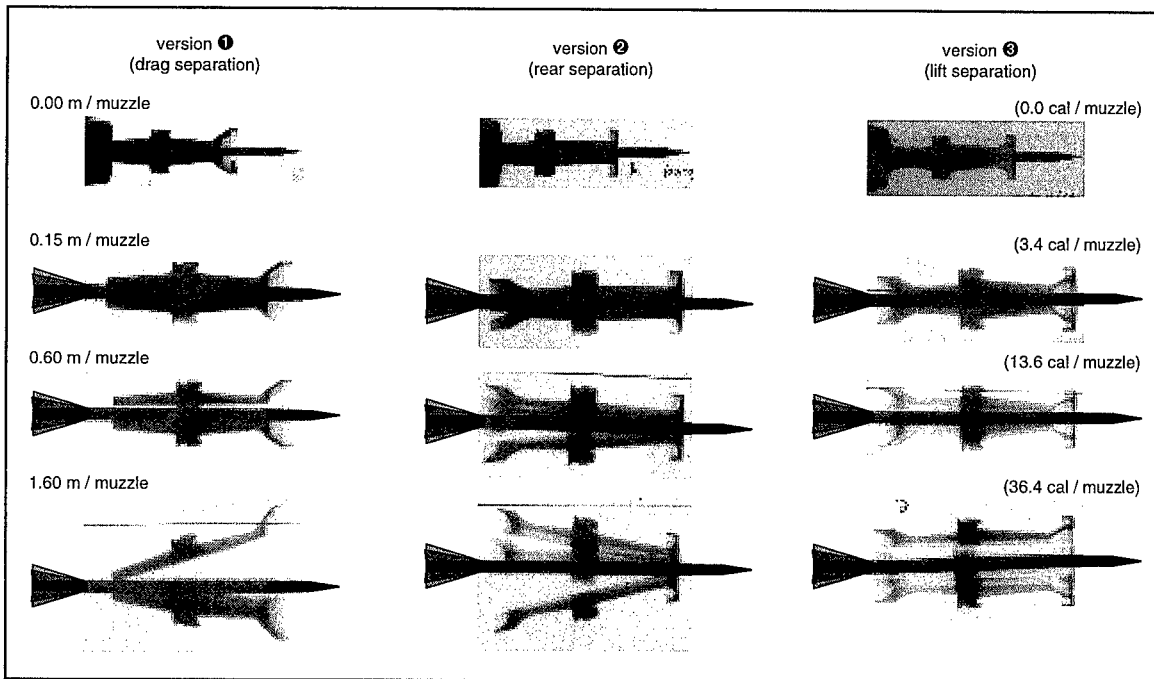 version ❶
(drag separation)
version ❷
(rear separation)
version ❸
(lift separation)
0.00 m / muzzle
(0.0 cal / muzzle)
0.15 m / muzzle
(3.4 cal / muzzle)
0.60 m / muzzle
(13.6 cal / muzzle)
1.60 m / muzzle
(36.4 cal / muzzle)